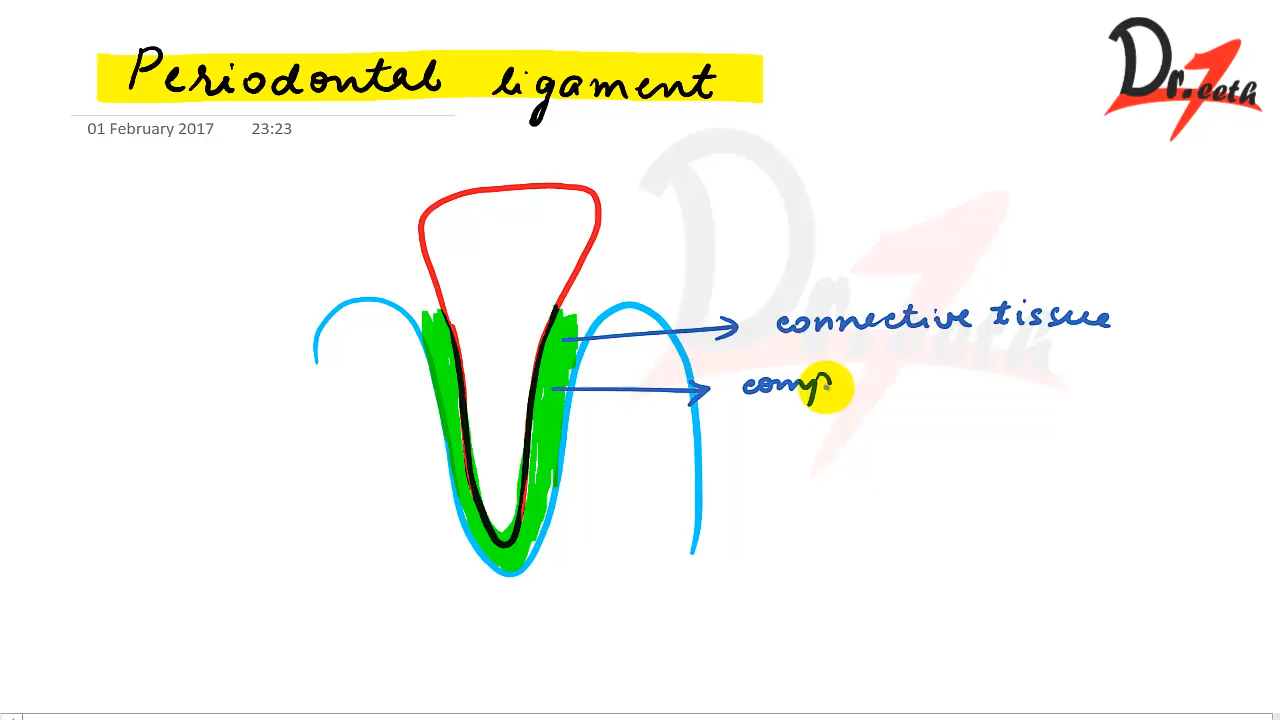 Periodontal ligament
Dr. Teeth
01 February 2017 23:23
connective tissue
comp